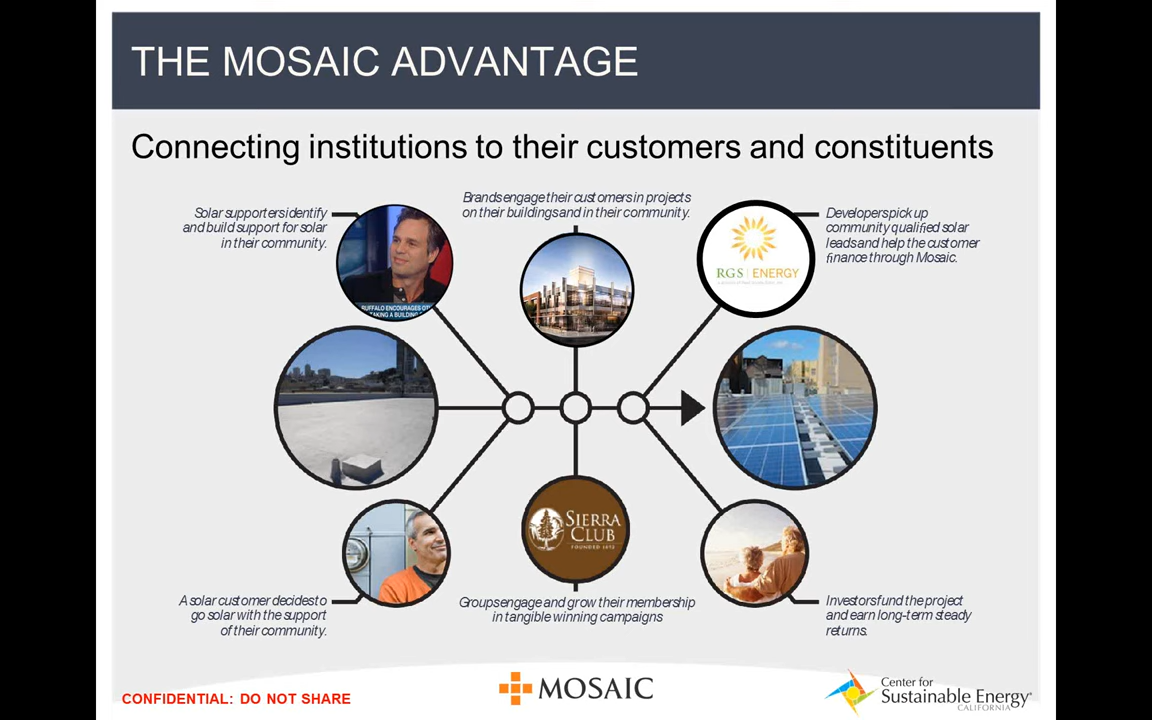 THE MOSAIC ADVANTAGE
Connecting institutions to their customers and constituents
Solar supporters identify
and build support for solar
in their community.
Brands engage their customers in projects
on their buildings and in their community.
Developers pick up
community qualified solar
leads and help the customer
finance through Mosaic.
RGS ENERGY
BUFFALO ENCOURAGES
TAKING A BUILDING
SIERRA
CLUB
FOUNDED 1892
A solar customer decides to
go solar with the support
of their community.
Groups engage and grow their membership
in tangible winning campaigns
Investors fund the project
and earn long-term steady
returns.
CONFIDENTIAL: DO NOT SHARE
MOSAIC
Center for
Sustainable Energy
CALIFORNIA